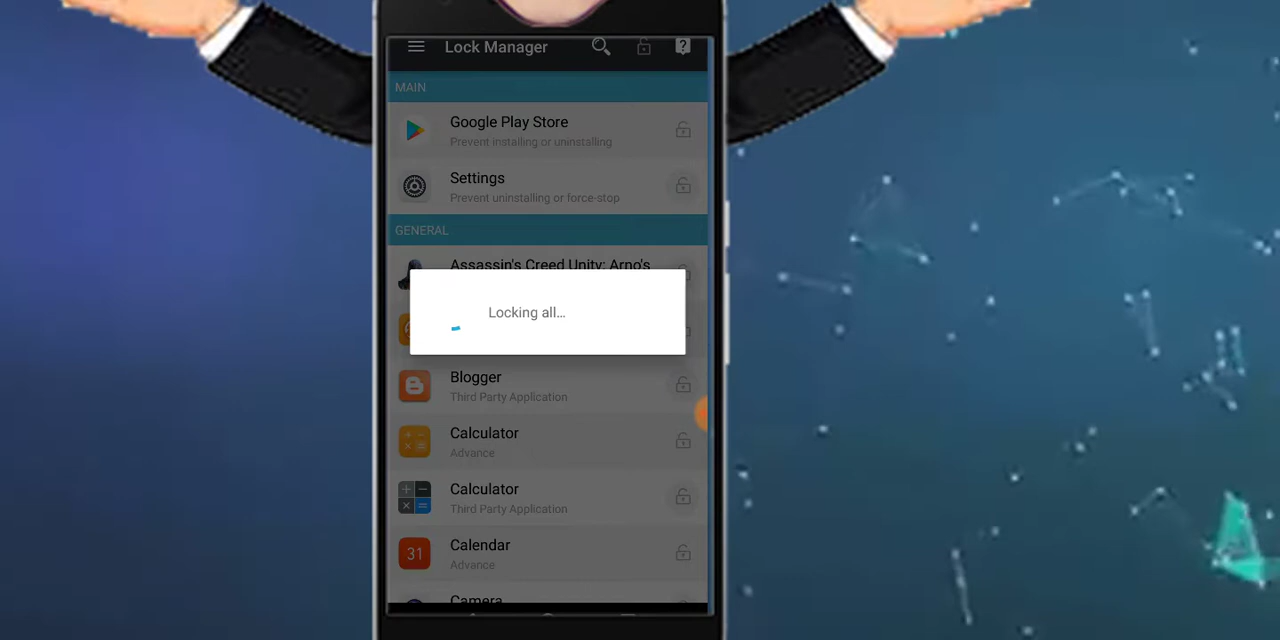 Lock Manager
MAIN
Google Play Store
Prevent installing or uninstalling
Settings
Prevent uninstalling or force-stop
GENERAL
Assassin's Creed Unity: Arno's
Locking all...
Blogger
Third Party Application
Calculator
Advance
Calculator
Third Party Application
31
Calendar
Advance
Camera